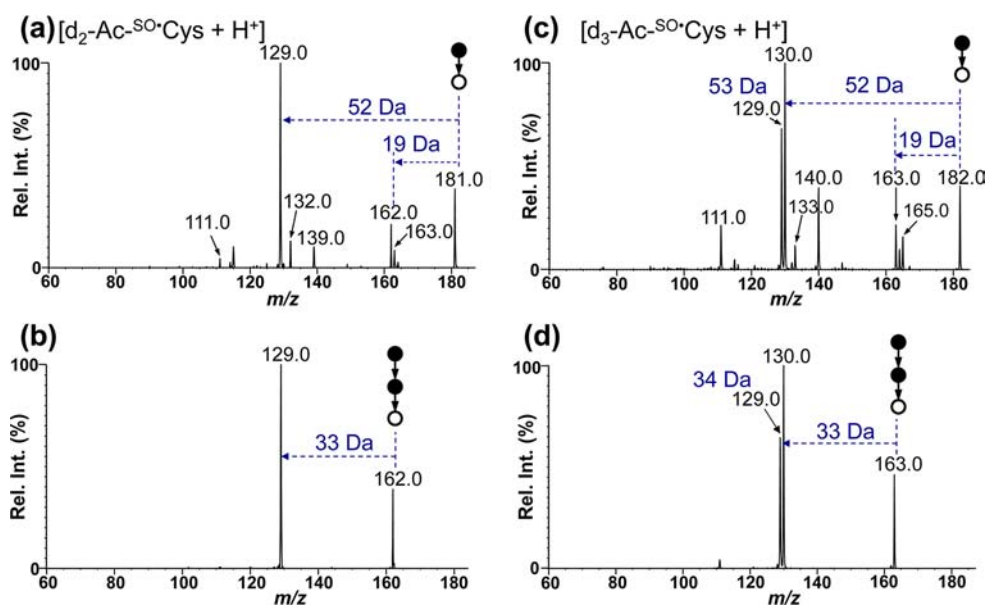 (a) [d₂-Ac-ˢᴼ•Cys + H⁺]
129.0
52 Da
19 Da
181.0
162.0
163.0
132.0
139.0
111.0
Rel. Int. (%)
100
0
60 80 100 120 140 160 180
m/z
(c) [d₃-Ac-ˢᴼ•Cys + H⁺]
130.0
53 Da
52 Da
129.0
19 Da
140.0
163.0
182.0
133.0
165.0
111.0
Rel. Int. (%)
100
0
60 80 100 120 140 160 180
m/z
(b)
129.0
33 Da
162.0
Rel. Int. (%)
100
0
60 80 100 120 140 160 180
m/z
(d)
130.0
34 Da
129.0
33 Da
163.0
Rel. Int. (%)
100
0
60 80 100 120 140 160 180
m/z